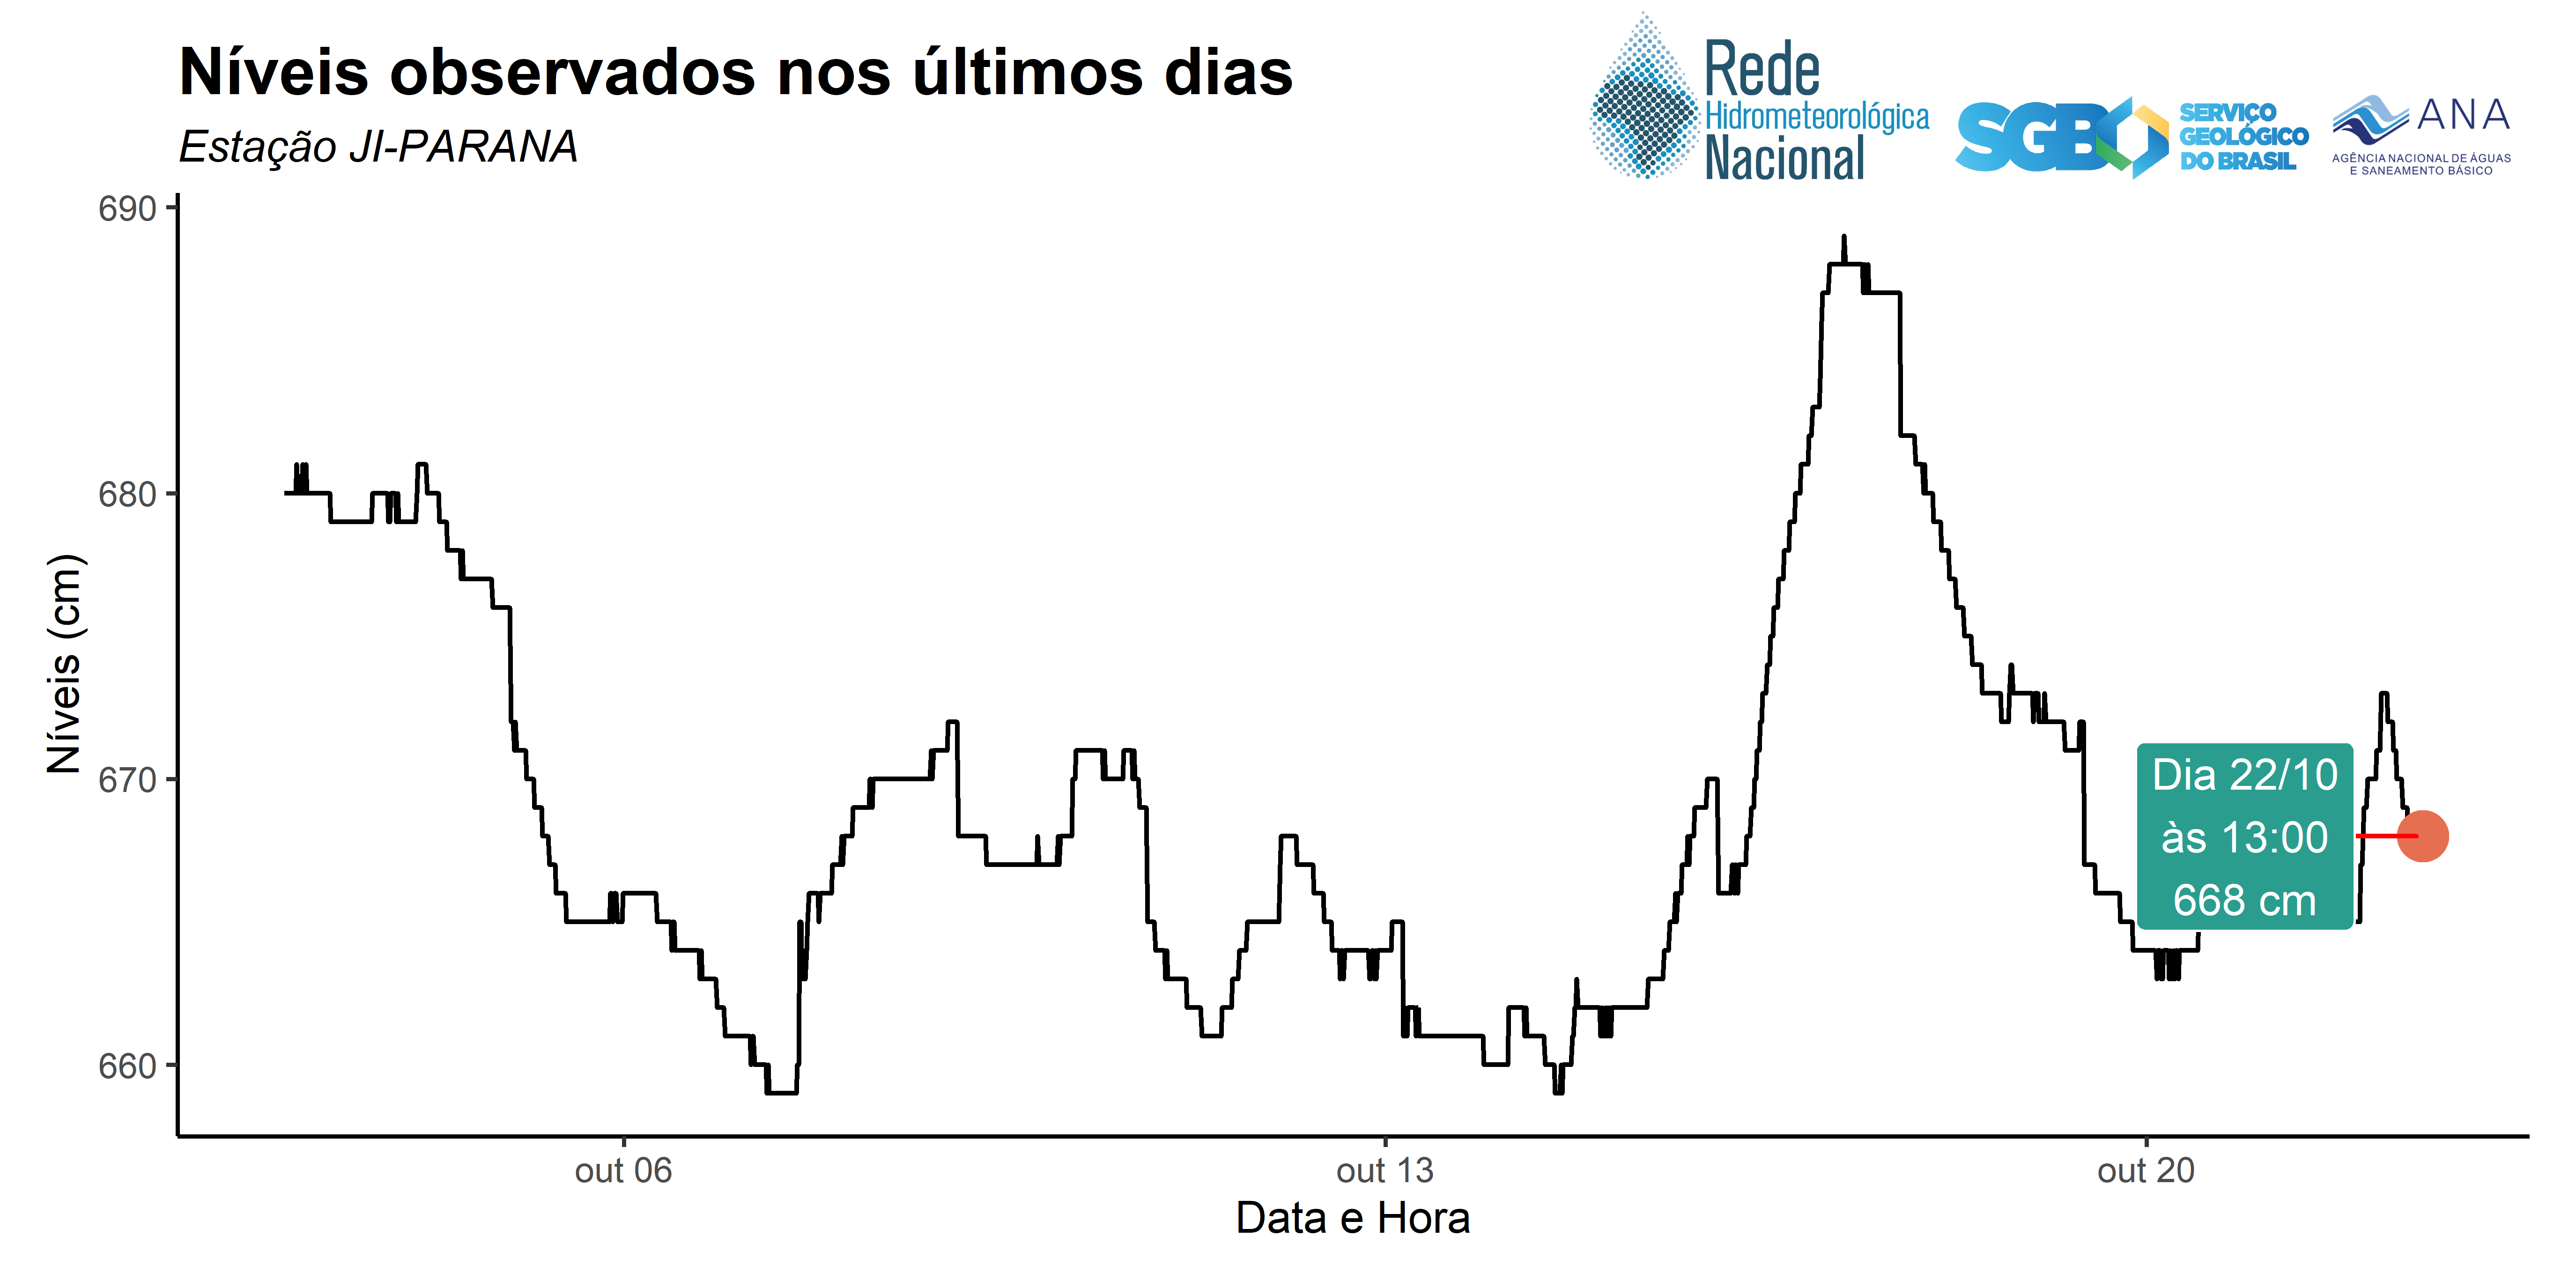 Níveis observados nos últimos dias
Estação JI-PARANA
Rede
Hidrometeorológica
Nacional
SGB
SERVIÇO
GEOLÓGICO
DO BRASIL
ANA
AGÊNCIA NACIONAL DE ÁGUAS
E SANEAMENTO BÁSICO
690
680
670
660
Níveis (cm)
Dia 22/10
às 13:00
668 cm
out 06
out 13
out 20
Data e Hora